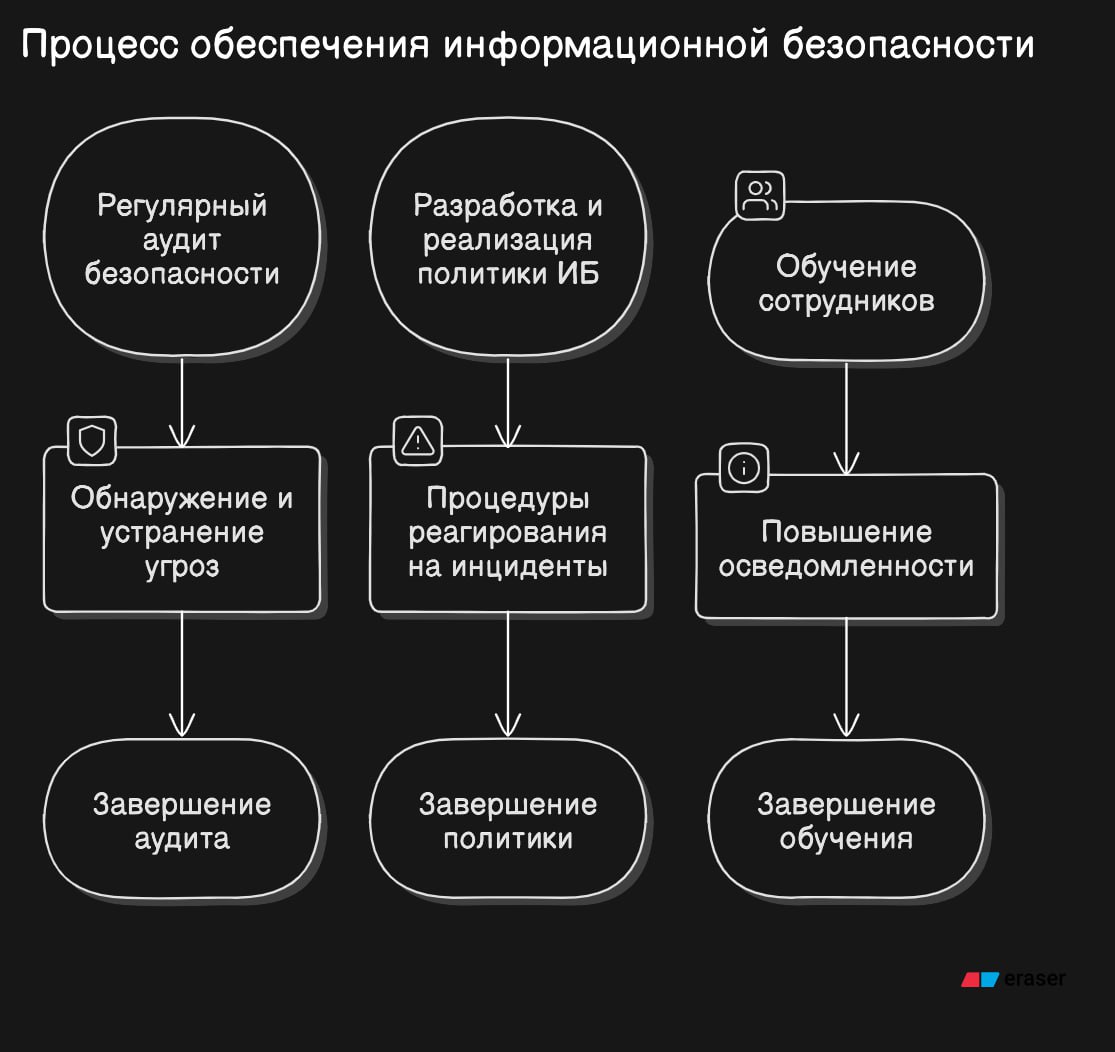 Процесс обеспечения информационной безопасности
Регулярный
аудит
безопасности
Разработка и
реализация
политики ИБ
Обучение
сотрудников
Обнаружение и
устранение
угроз
Процедуры
реагирования
на инциденты
Повышение
осведомленности
Завершение
аудита
Завершение
политики
Завершение
обучения
eraser